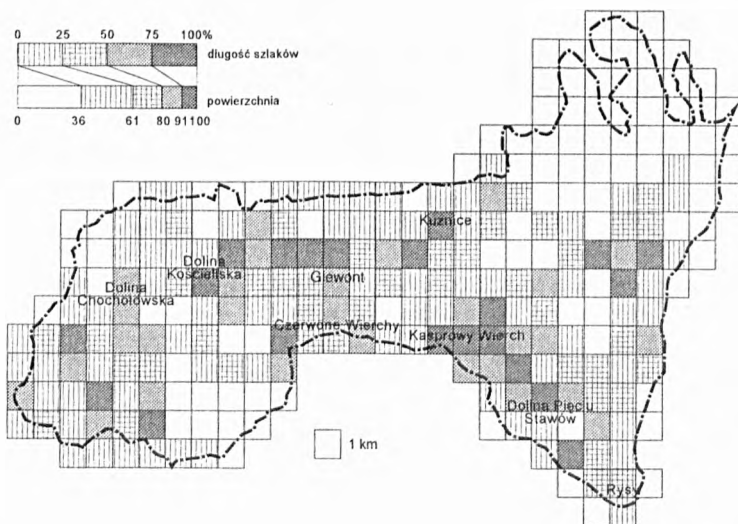 0 25 50 75 100%
długość szlaków
powierzchnia
0 36 61 80 91 100
Kuźnice
Dolina
Kościeliska
Giewont
Dolina
Chochołowska
Czerwone Wierchy
Kasprowy Wierch
Dolina Pięciu
Stawów
1 km
Rysy